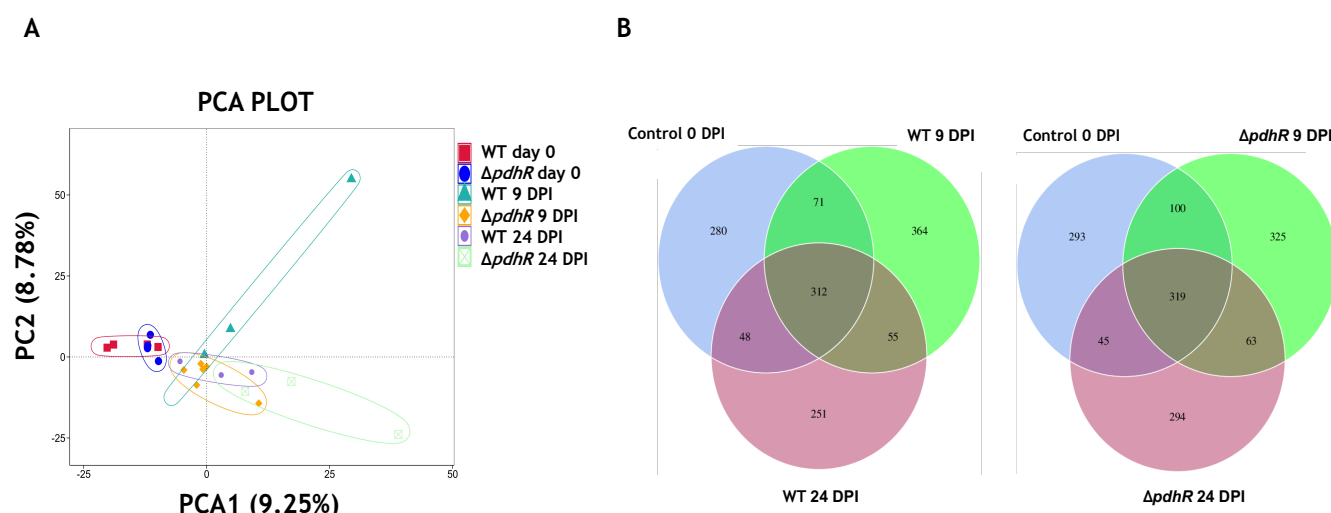 A
B
PCA PLOT
PC2 (8.78%)
50
25
0
-25
-25
0
25
50
PCA1 (9.25%)
WT day 0
ΔpdhR day 0
WT 9 DPI
ΔpdhR 9 DPI
WT 24 DPI
ΔpdhR 24 DPI
Control 0 DPI
WT 9 DPI
71
280
364
312
48
55
251
WT 24 DPI
Control 0 DPI
ΔpdhR 9 DPI
100
293
325
319
45
63
294
ΔpdhR 24 DPI